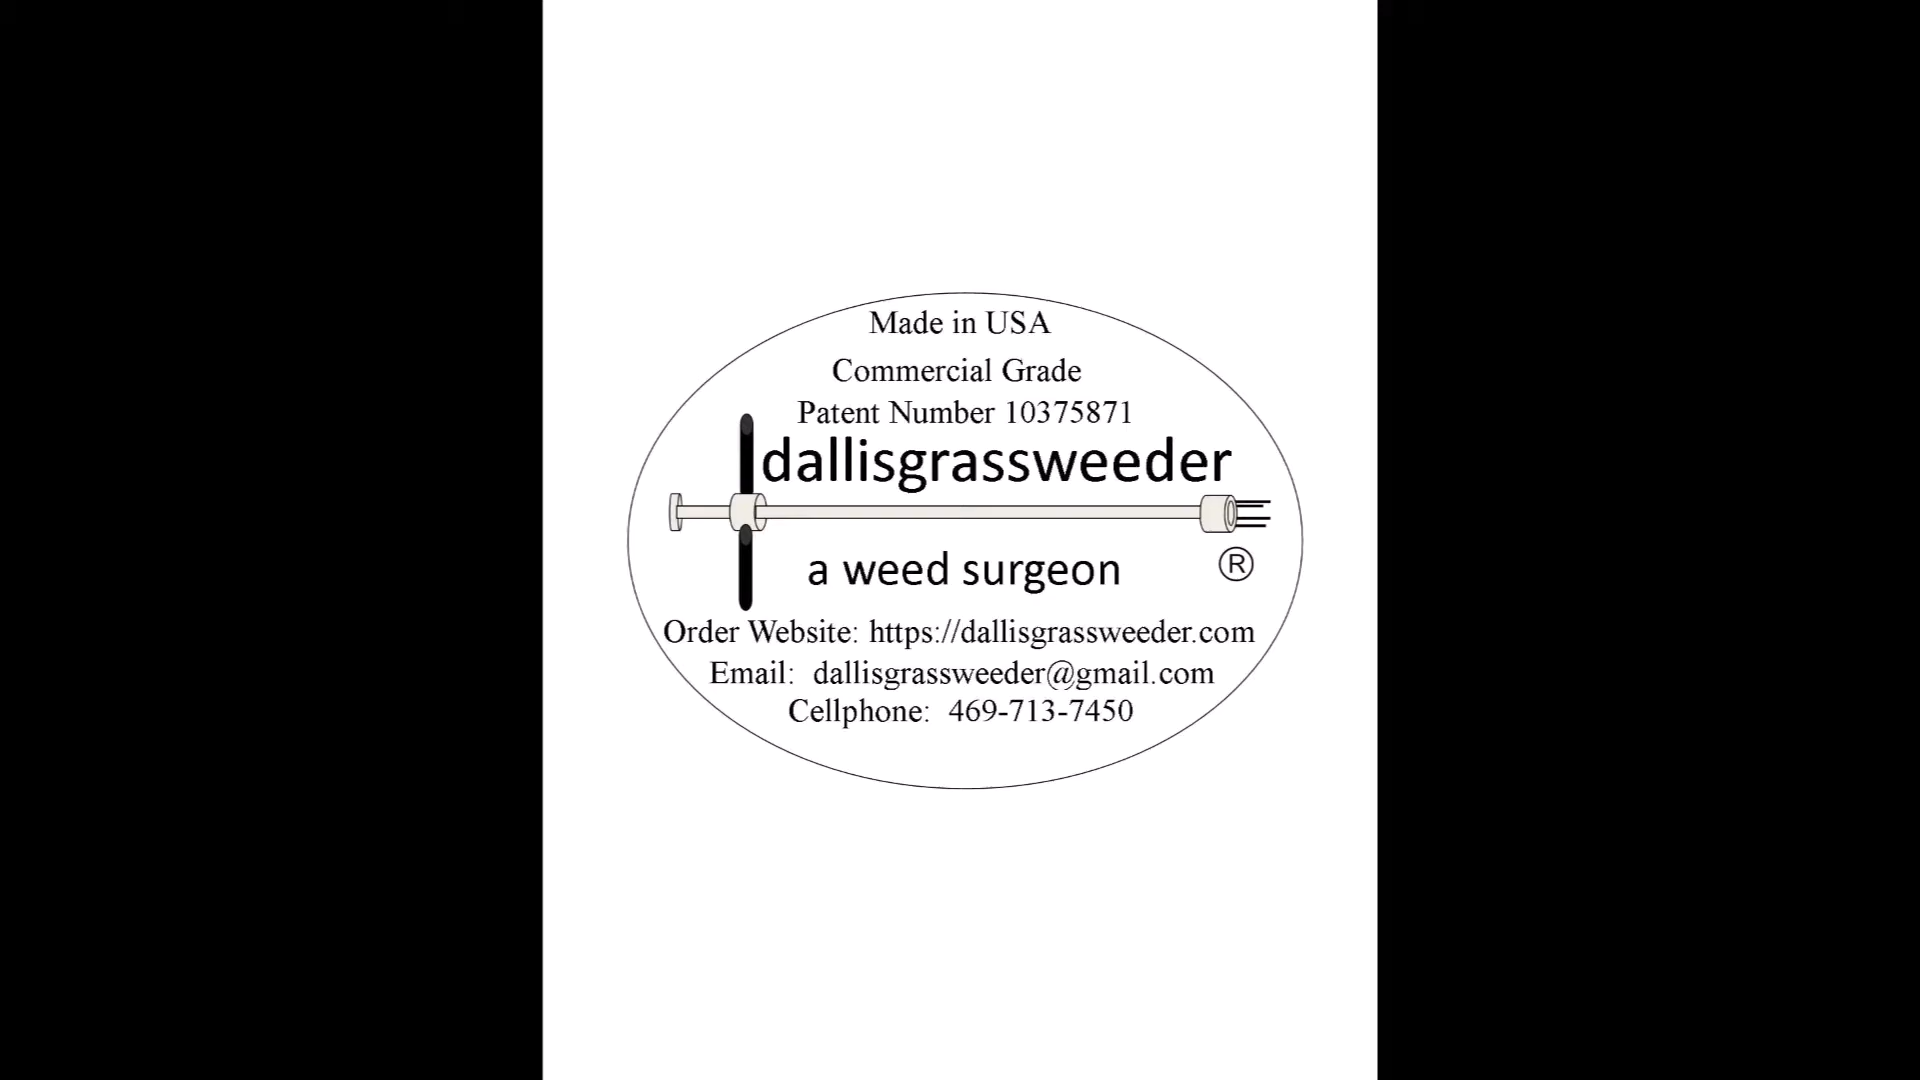 Made in USA
Commercial Grade
Patent Number 10375871
dallisgrassweeder
a weed surgeon ®
Order Website: https://dallisgrassweeder.com
Email: dallisgrassweeder@gmail.com
Cellphone: 469-713-7450